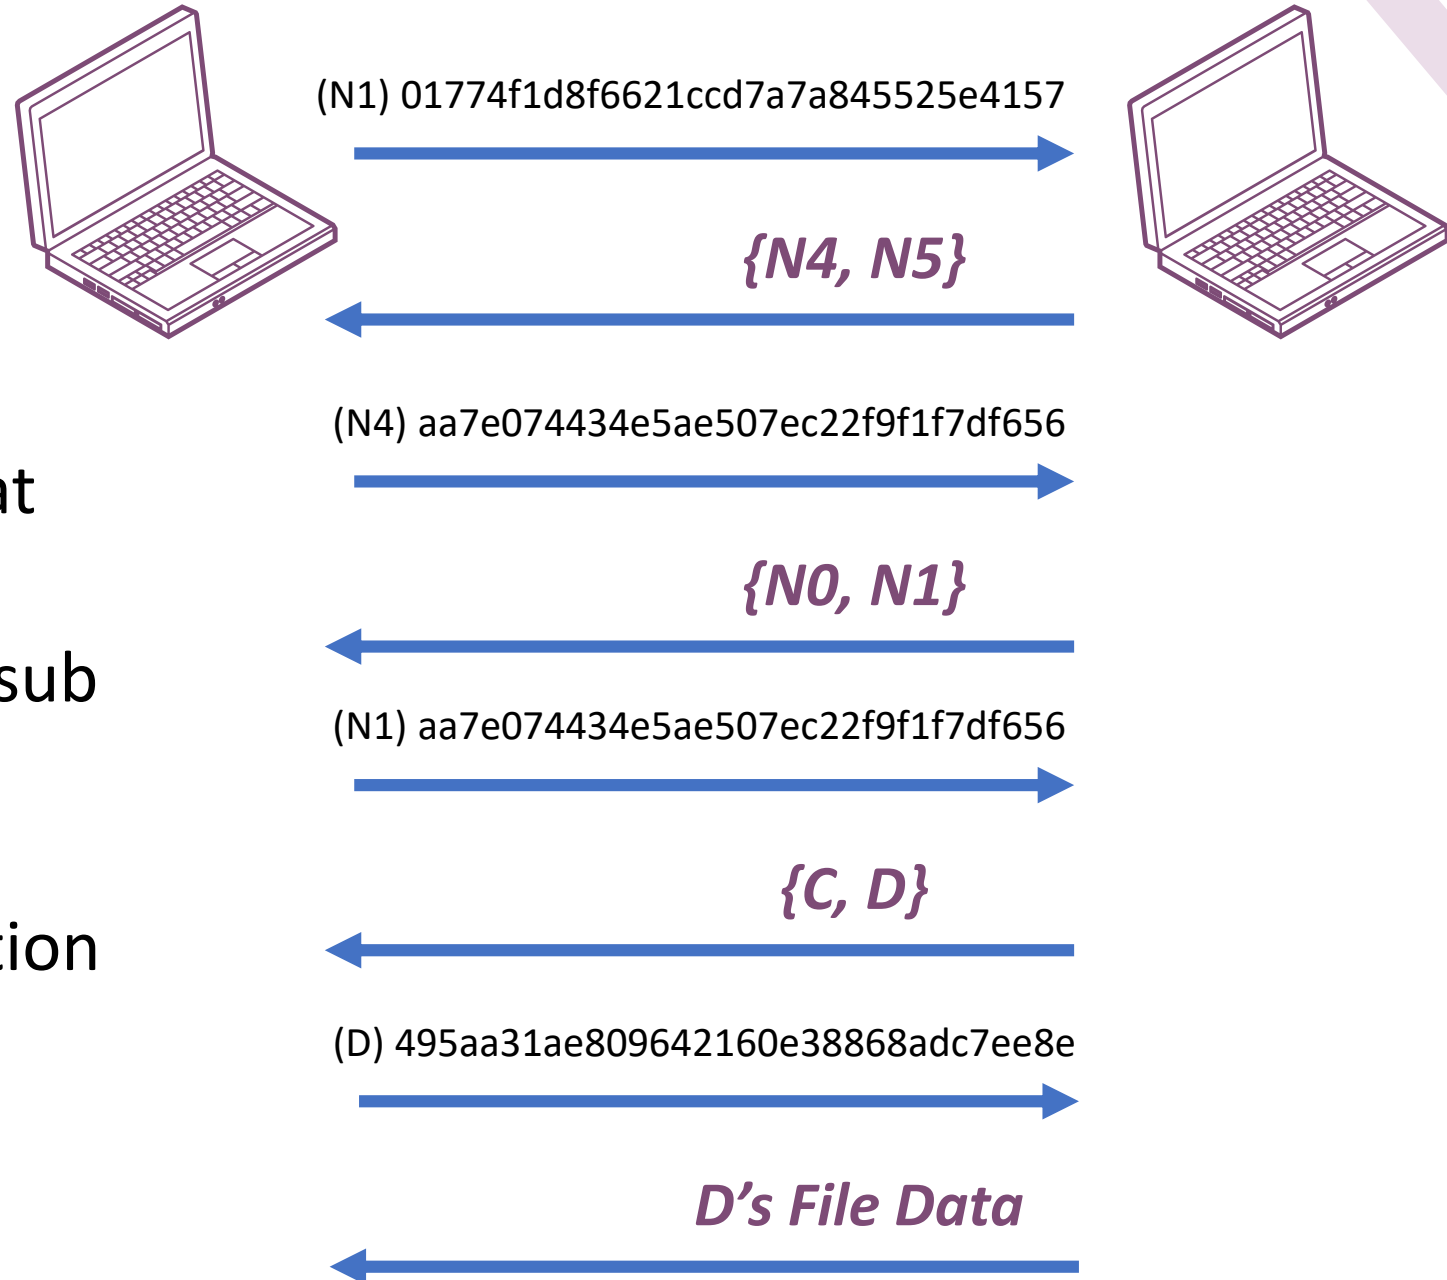 (N1) 01774f1d8f6621ccd7a7a845525e4157
{N4, N5}
(N4) aa7e074434e5ae507ec22f9f1f7df656
at
{N0, N1}
sub
(N1) aa7e074434e5ae507ec22f9f1f7df656
{C, D}
tion
(D) 495aa31ae809642160e38868adc7ee8e
D’s File Data